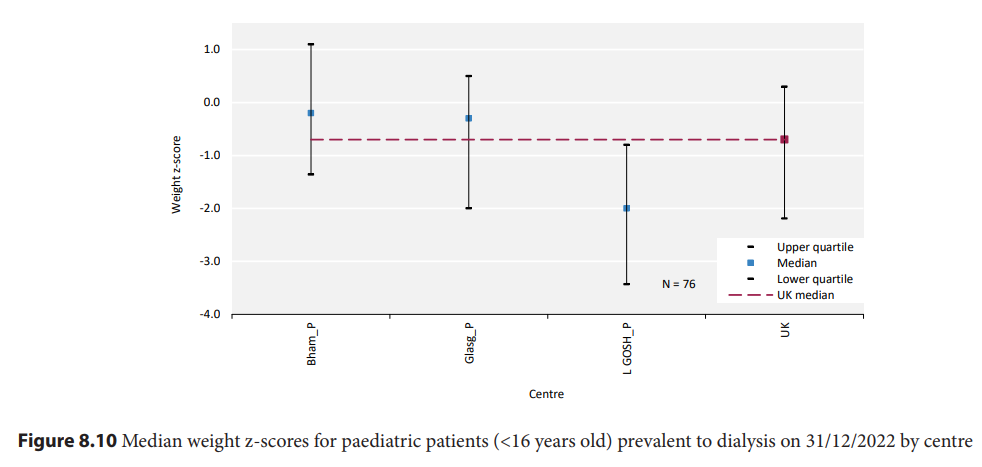 1.0
0.0
-1.0
-2.0
-3.0
-4.0
Weight z-score
N = 76
Upper quartile
Median
Lower quartile
UK median
Bham_P
Glasg_P
L GOSH_P
UK
Centre
Figure 8.10 Median weight z-scores for paediatric patients (<16 years old) prevalent to dialysis on 31/12/2022 by centre